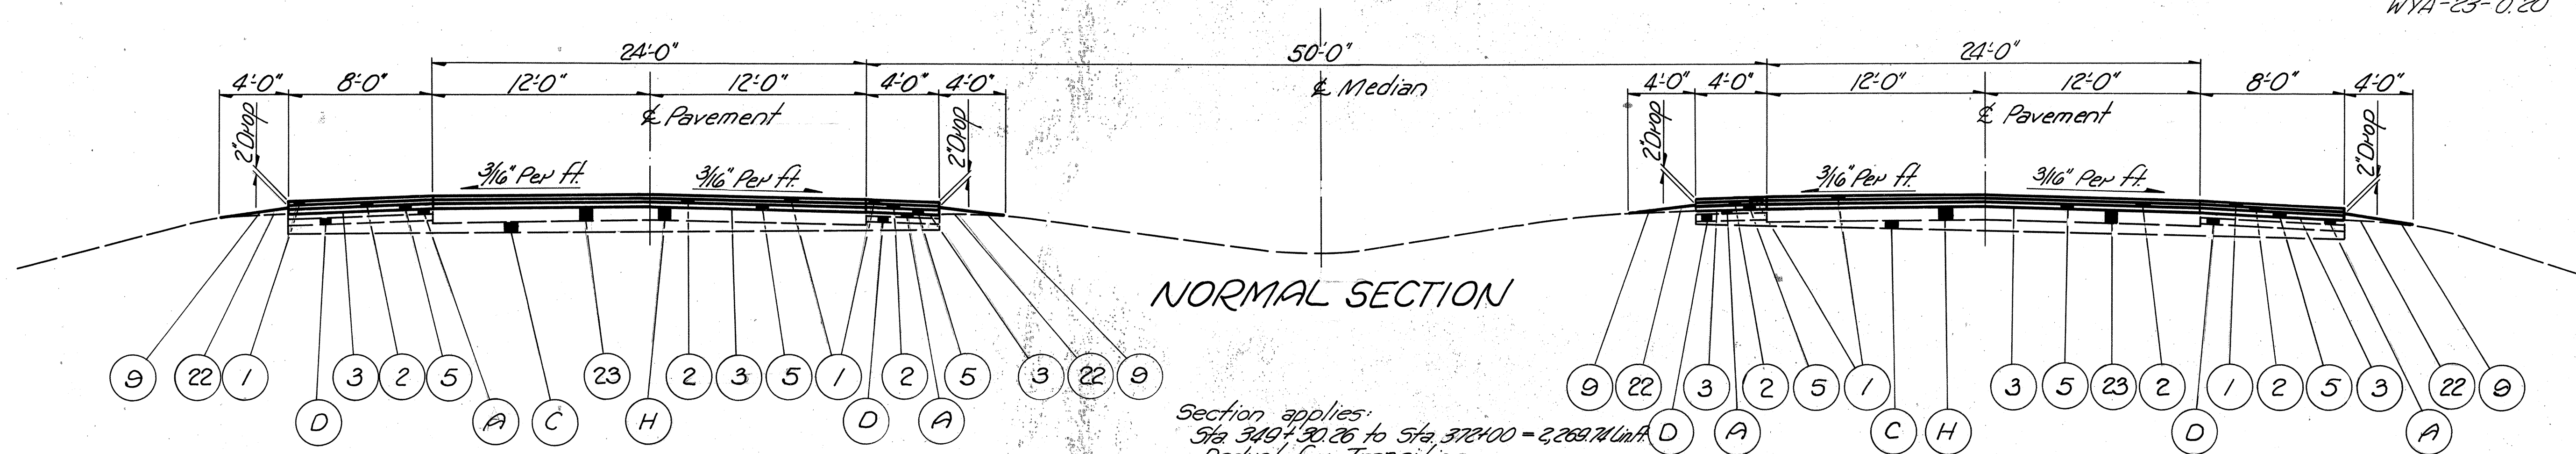 WYA-23-0.20
24'-0" 50'-0" 24'-0"
4'-0" 8'-0" 12'-0" 12'-0" 4'-0" 4'-0" 4'-0" 4'-0" 12'-0" 12'-0" 8'-0" 4'-0"
℄ Median
2" Drop ℄ Pavement 2" Drop 2" Drop ℄ Pavement 2" Drop
3/16" Per ft. 3/16" Per ft. 3/16" Per ft. 3/16" Per ft.
NORMAL SECTION
9 22 1 3 2 5 23 2 3 5 1 2 5 3 22 9 9 22 3 2 5 1 3 5 23 2 1 2 5 3 22 9
D A C H D A D A C H D A
Section applies:
Sta. 349+30.26 to Sta. 372+00 = 2,269.74 Lin.ft.